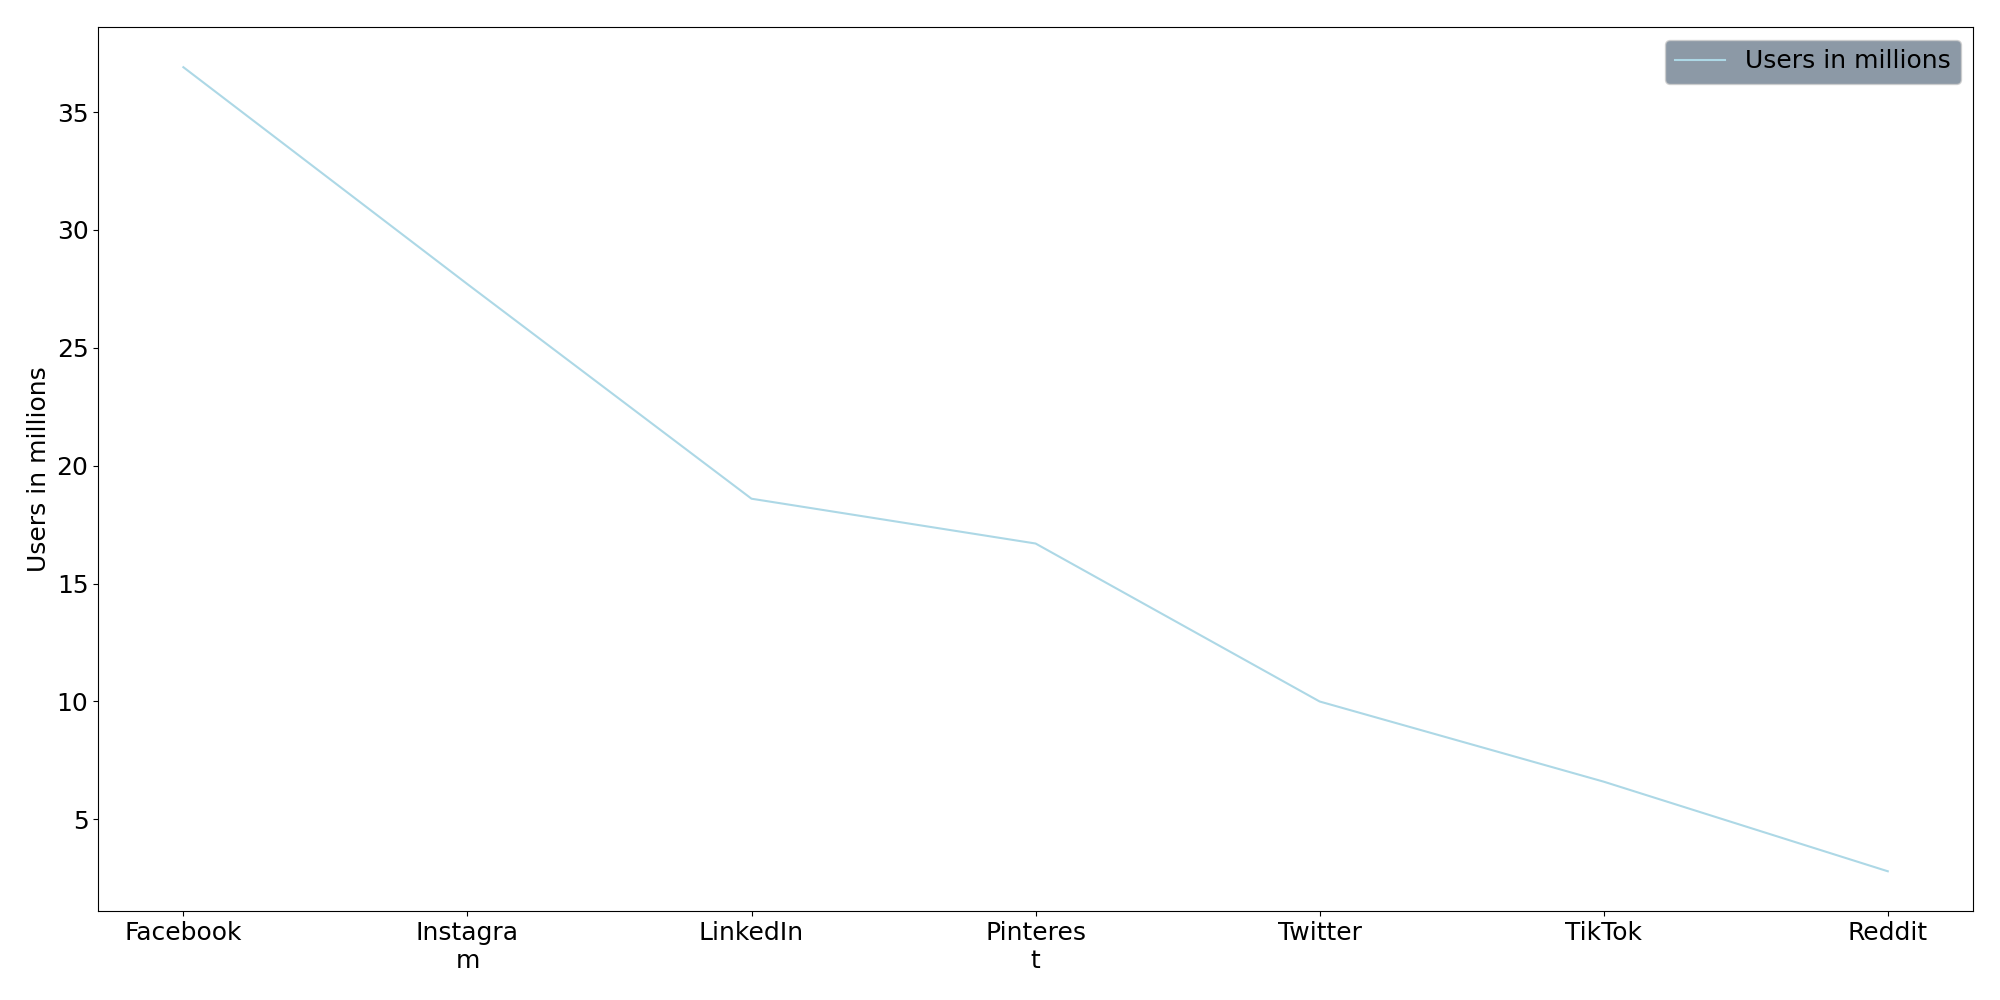 Users in millions
35
30
25
20
15
10
5
Users in millions
Facebook
Instagra
m
LinkedIn
Pinteres
t
Twitter
TikTok
Reddit